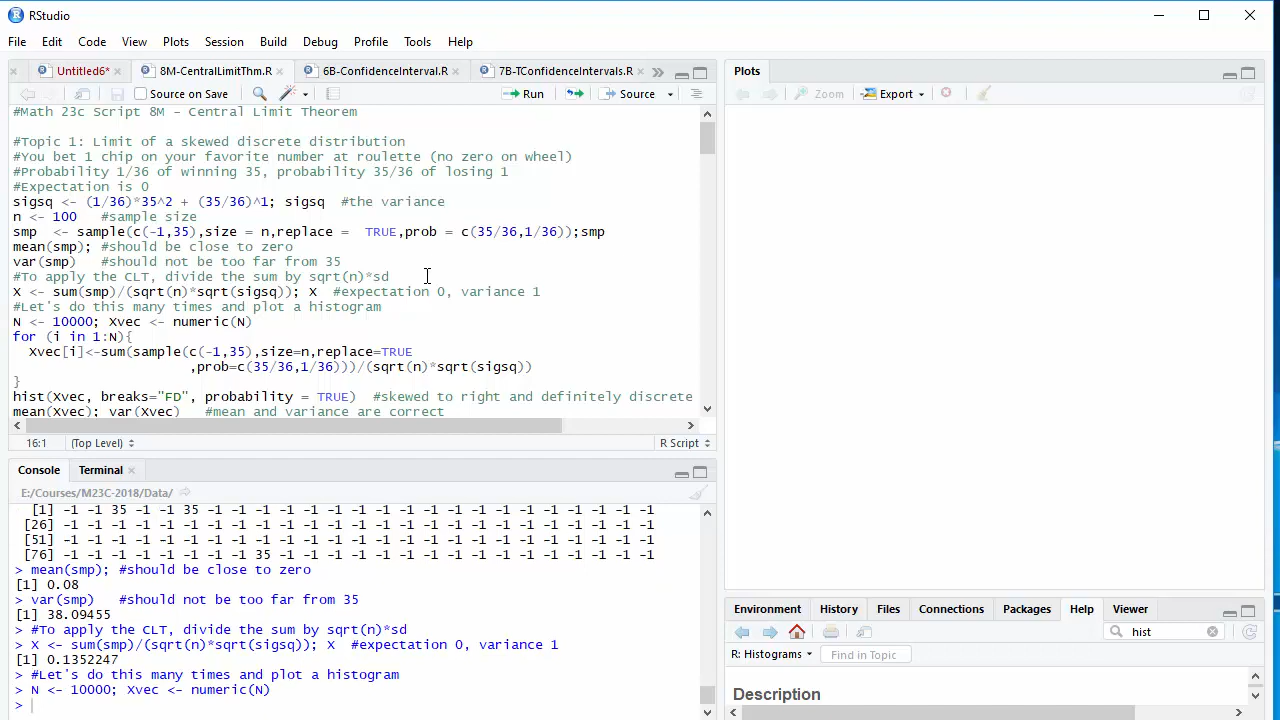 RStudio
File Edit Code View Plots Session Build Debug Profile Tools Help
Untitled6* 8M-CentralLimitThm.R 6B-ConfidenceInterval.R 7B-TConfidenceIntervals.R
Source on Save Run Source
#Math 23c Script 8M - Central Limit Theorem
#Topic 1: Limit of a skewed discrete distribution
#You bet 1 chip on your favorite number at roulette (no zero on wheel)
#Probability 1/36 of winning 35, probability 35/36 of losing 1
#Expectation is 0
sigsq <- (1/36)*35^2 + (35/36)^1; sigsq  #the variance
n <- 100   #sample size
smp  <- sample(c(-1,35),size = n,replace =  TRUE,prob = c(35/36,1/36));smp
mean(smp); #should be close to zero
var(smp)   #should not be too far from 35
#To apply the CLT, divide the sum by sqrt(n)*sd
X <- sum(smp)/(sqrt(n)*sqrt(sigsq)); X  #expectation 0, variance 1
#Let's do this many times and plot a histogram
N <- 10000; Xvec <- numeric(N)
for (i in 1:N){
  Xvec[i]<-sum(sample(c(-1,35),size=n,replace=TRUE
                      ,prob=c(35/36,1/36)))/(sqrt(n)*sqrt(sigsq))
}
hist(Xvec, breaks="FD", probability = TRUE)  #skewed to right and definitely discrete
mean(Xvec); var(Xvec)   #mean and variance are correct
16:1 (Top Level) R Script
Console Terminal
E:/Courses/M23C-2018/Data/
[1] -1 -1 35 -1 -1 35 -1 -1 -1 -1 -1 -1 -1 -1 -1 -1 -1 -1 -1 -1 -1 -1 -1 -1 -1
[26] -1 -1 -1 -1 -1 -1 -1 -1 -1 -1 -1 -1 -1 -1 -1 -1 -1 -1 -1 -1 -1 -1 -1 -1 -1
[51] -1 -1 -1 -1 -1 -1 -1 -1 -1 -1 -1 -1 -1 -1 -1 -1 -1 -1 -1 -1 -1 -1 -1 -1 -1
[76] -1 -1 -1 -1 -1 -1 -1 -1 35 -1 -1 -1 -1 -1 -1 -1 -1 -1 -1 -1 -1 -1 -1 -1 -1
> mean(smp); #should be close to zero
[1] 0.08
> var(smp)   #should not be too far from 35
[1] 38.09455
> #To apply the CLT, divide the sum by sqrt(n)*sd
> X <- sum(smp)/(sqrt(n)*sqrt(sigsq)); X  #expectation 0, variance 1
[1] 0.1352247
> #Let's do this many times and plot a histogram
> N <- 10000; Xvec <- numeric(N)
>
Plots
Zoom Export
Environment History Files Connections Packages Help Viewer
hist
R: Histograms Find in Topic
Description